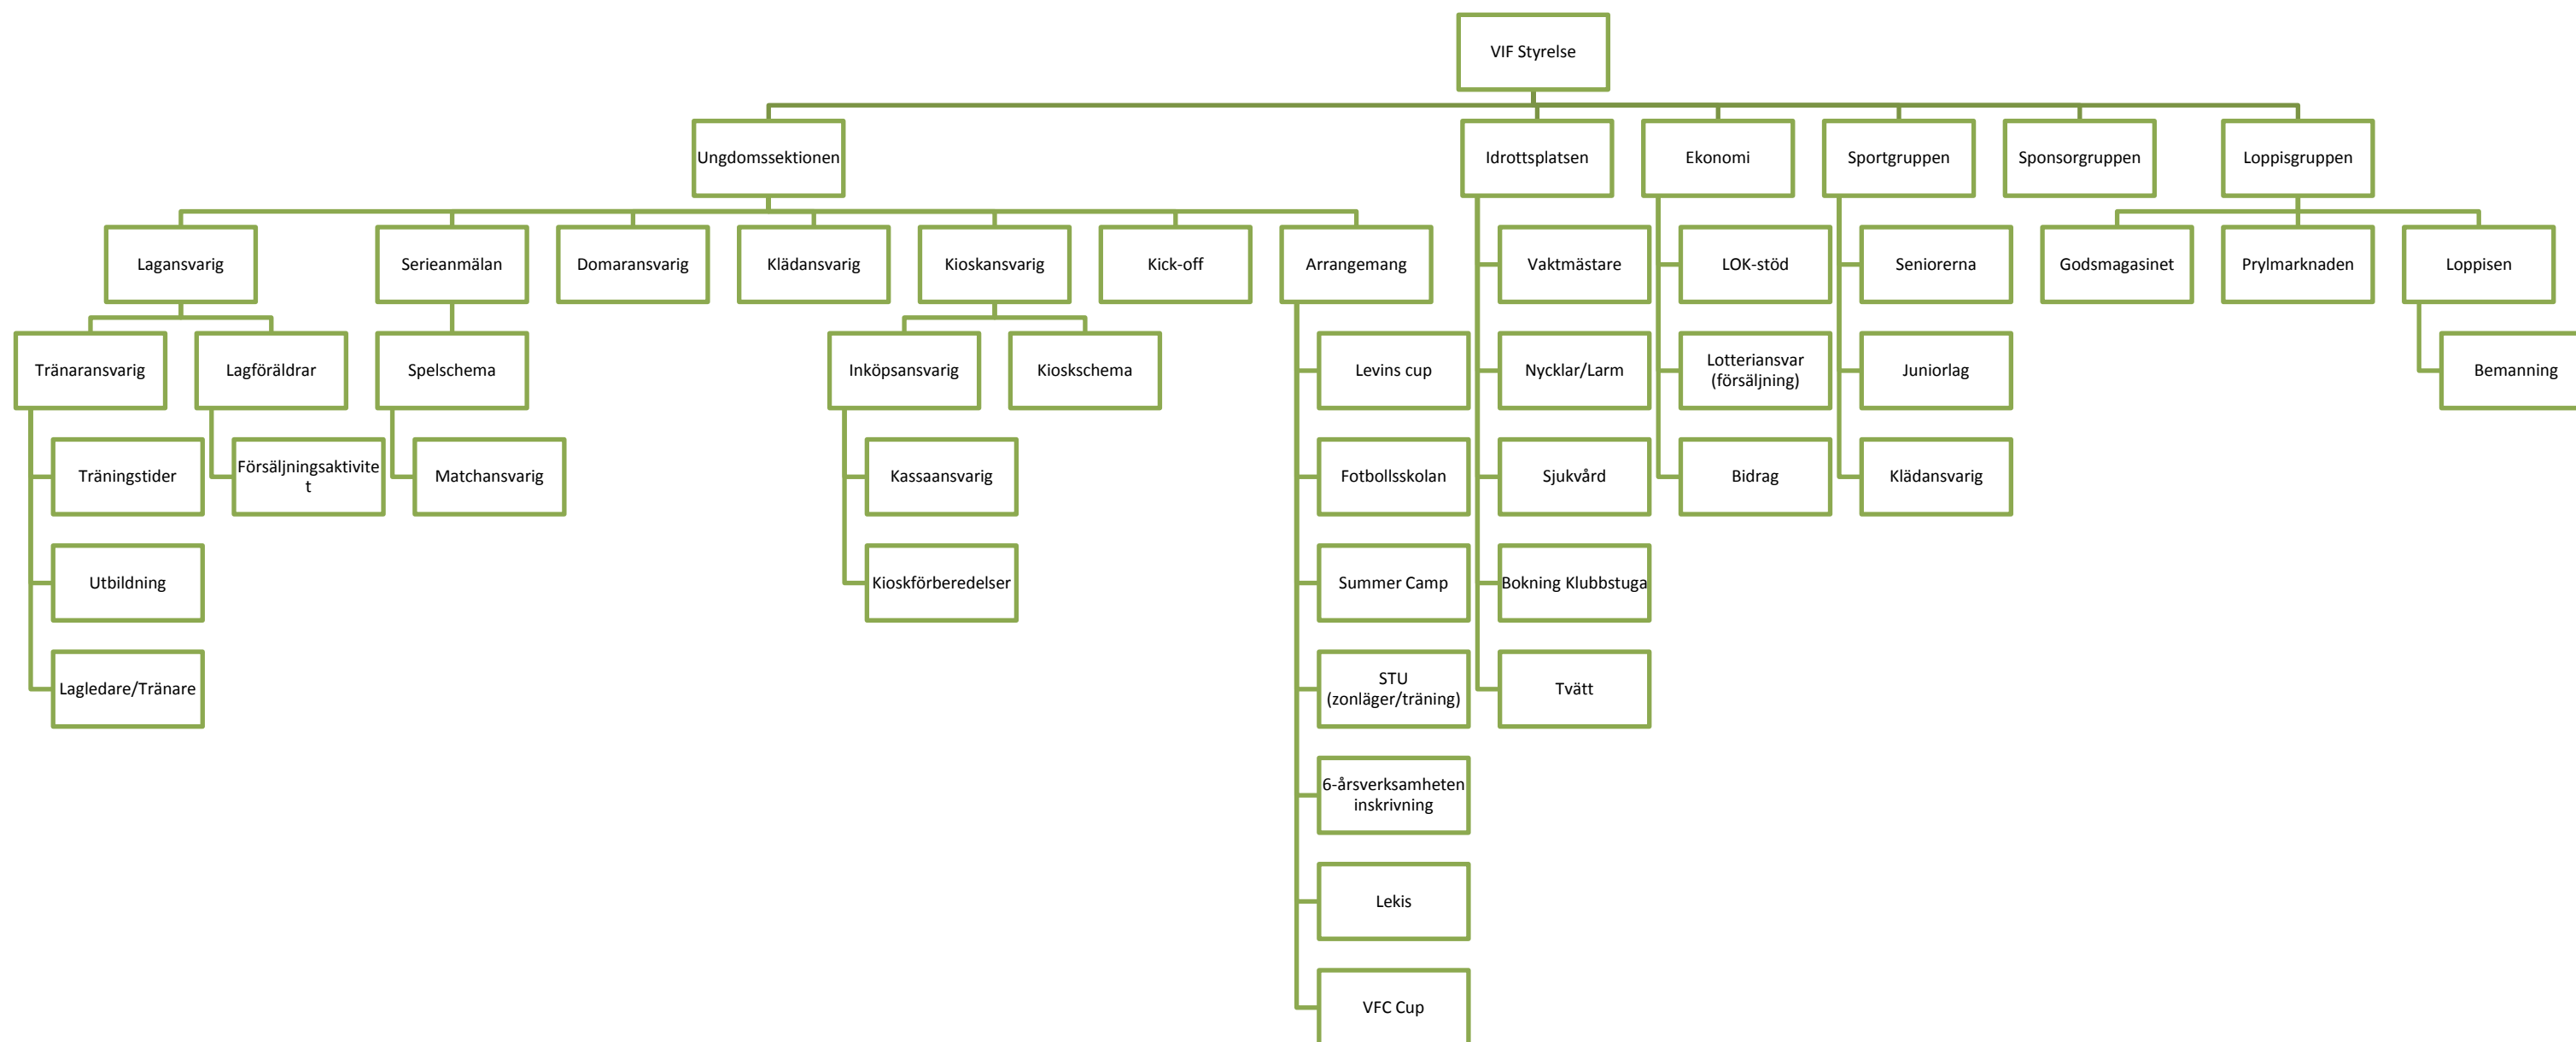 VIF Styrelse
Ungdomssektionen
Idrottsplatsen
Ekonomi
Sportgruppen
Sponsorgruppen
Loppisgruppen
Lagansvarig
Serieanmälan
Domaransvarig
Klädansvarig
Kioskansvarig
Kick-off
Arrangemang
Vaktmästare
LOK-stöd
Seniorerna
Godsmagasinet
Prylmarknaden
Loppisen
Tränaransvarig
Lagföräldrar
Spelschema
Inköpsansvarig
Kioskschema
Levins cup
Nycklar/Larm
Lotteriansvar
(försäljning)
Juniorlag
Bemanning
Träningstider
Försäljningsaktivite
t
Matchansvarig
Kassaansvarig
Fotbollsskolan
Sjukvård
Bidrag
Klädansvarig
Utbildning
Kioskförberedelser
Summer Camp
Bokning Klubbstuga
Lagledare/Tränare
STU
(zonläger/träning)
Tvätt
6-årsverksamheten
inskrivning
Lekis
VFC Cup